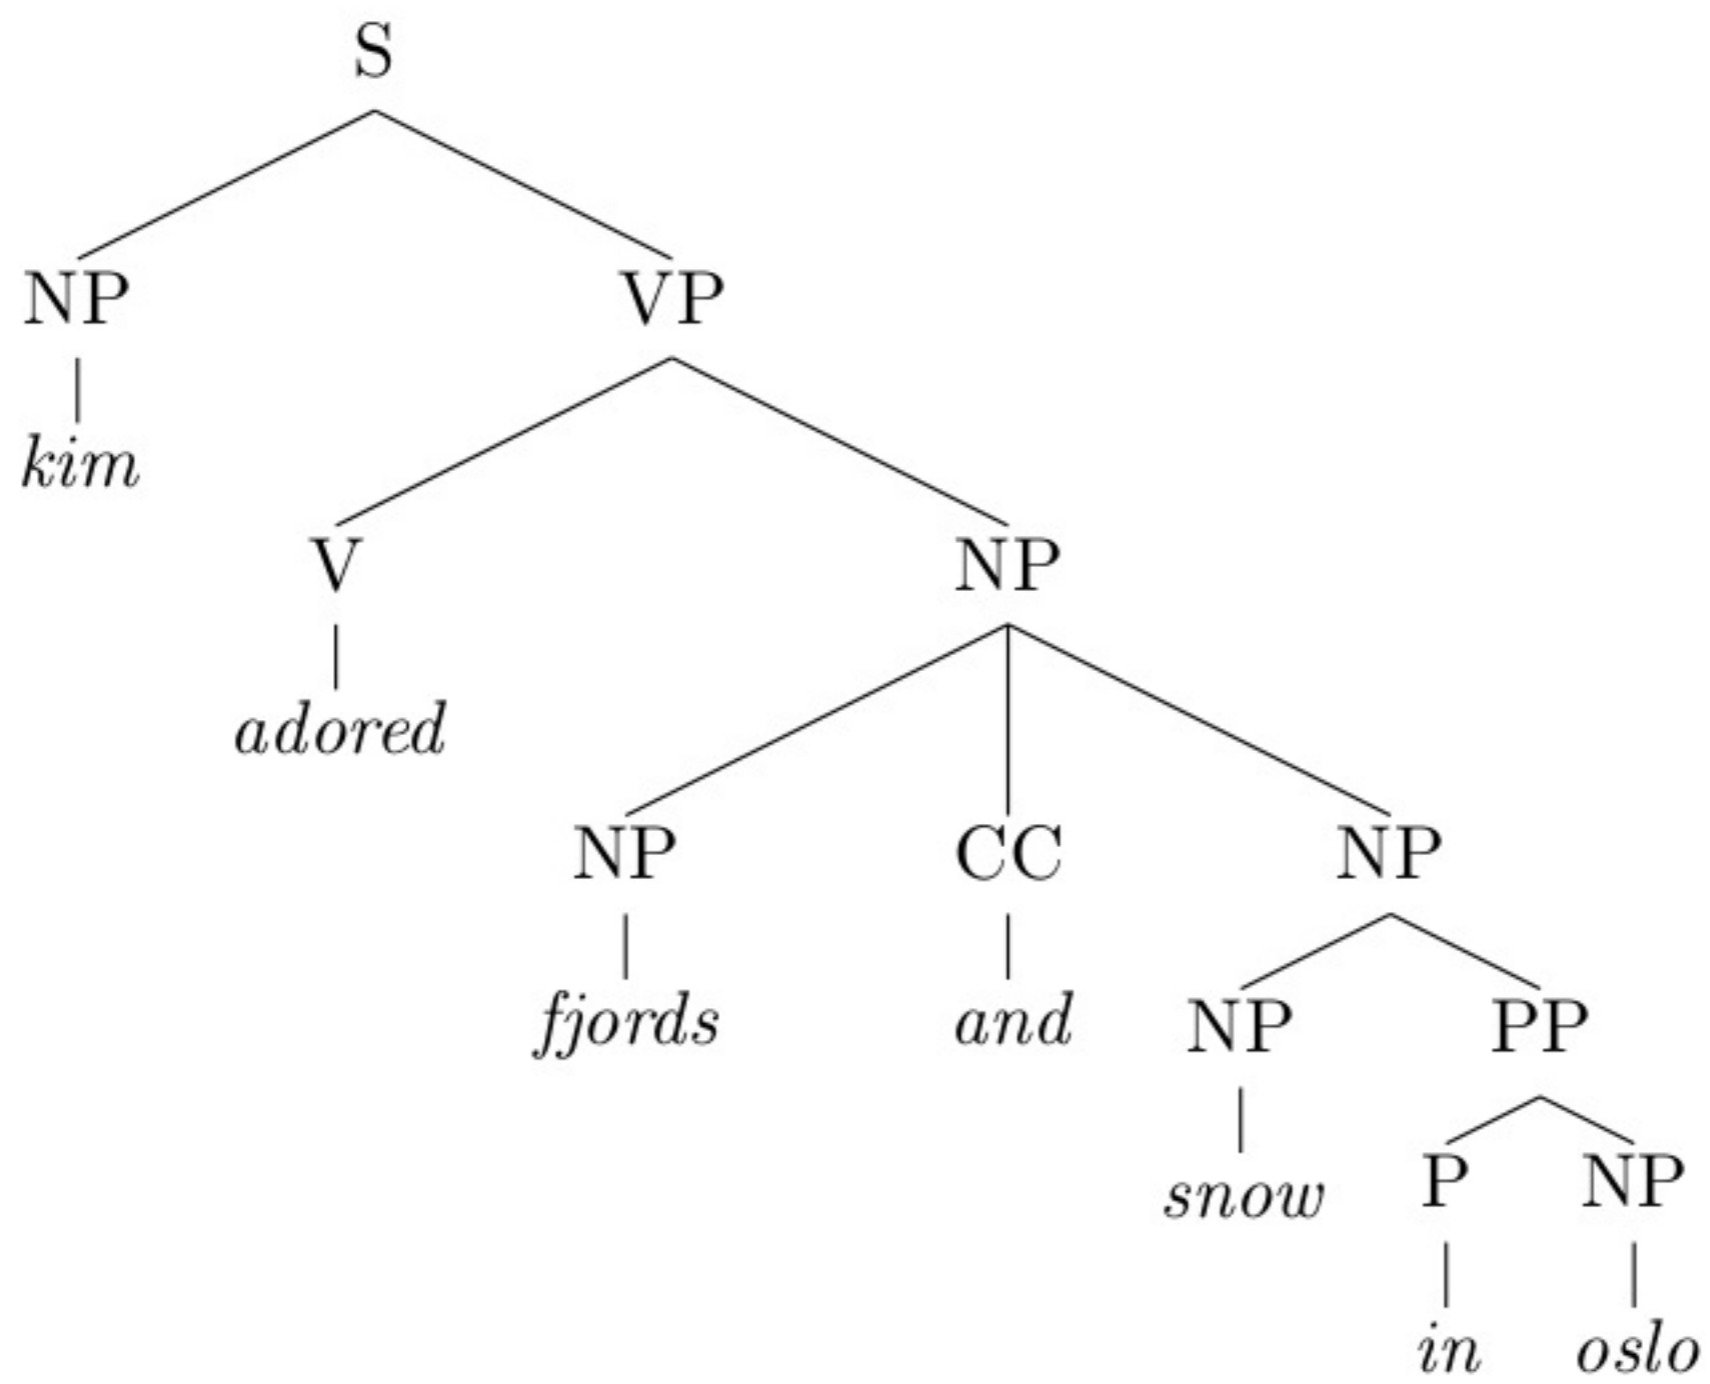 S
NP VP
kim
V NP
adored
NP CC NP
fjords and NP PP
snow P NP
in oslo